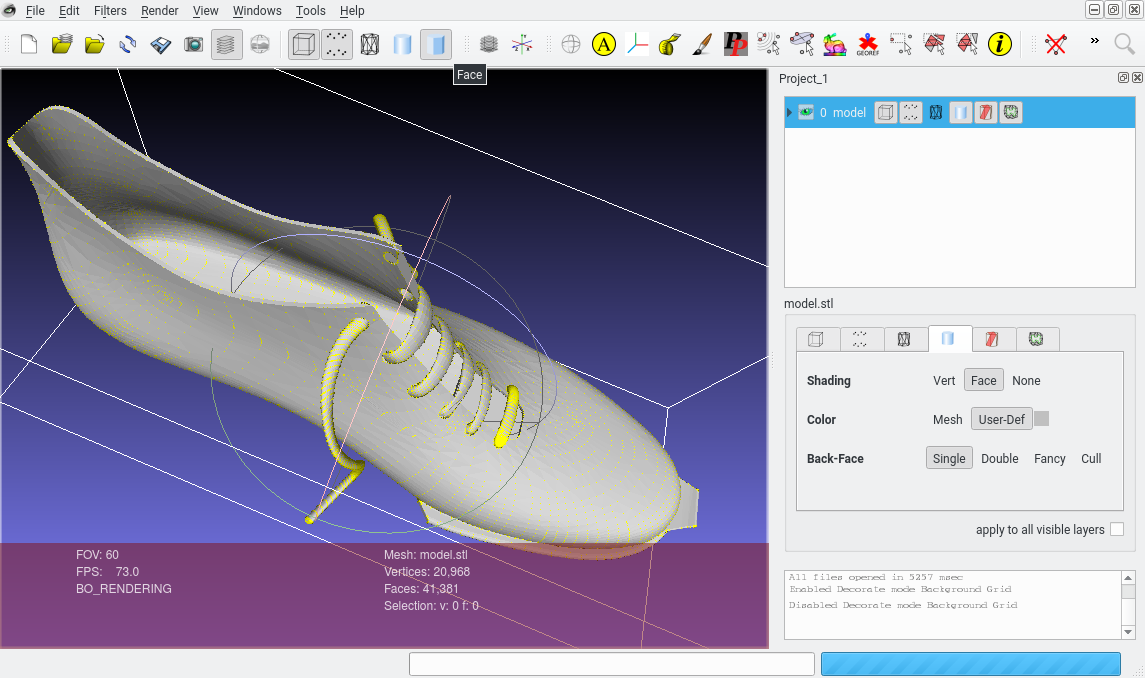 File Edit Filters Render View Windows Tools Help
A
PP
GEOREF
i
»
Face
Project_1
0 model
model.stl
Shading Vert Face None
Color Mesh User-Def
Back-Face Single Double Fancy Cull
apply to all visible layers
FOV: 60
FPS: 73.0
BO_RENDERING
Mesh: model.stl
Vertices: 20,968
Faces: 41,381
Selection: v: 0 f: 0
All files opened in 5257 msec
Enabled Decorate mode Background Grid
Disabled Decorate mode Background Grid